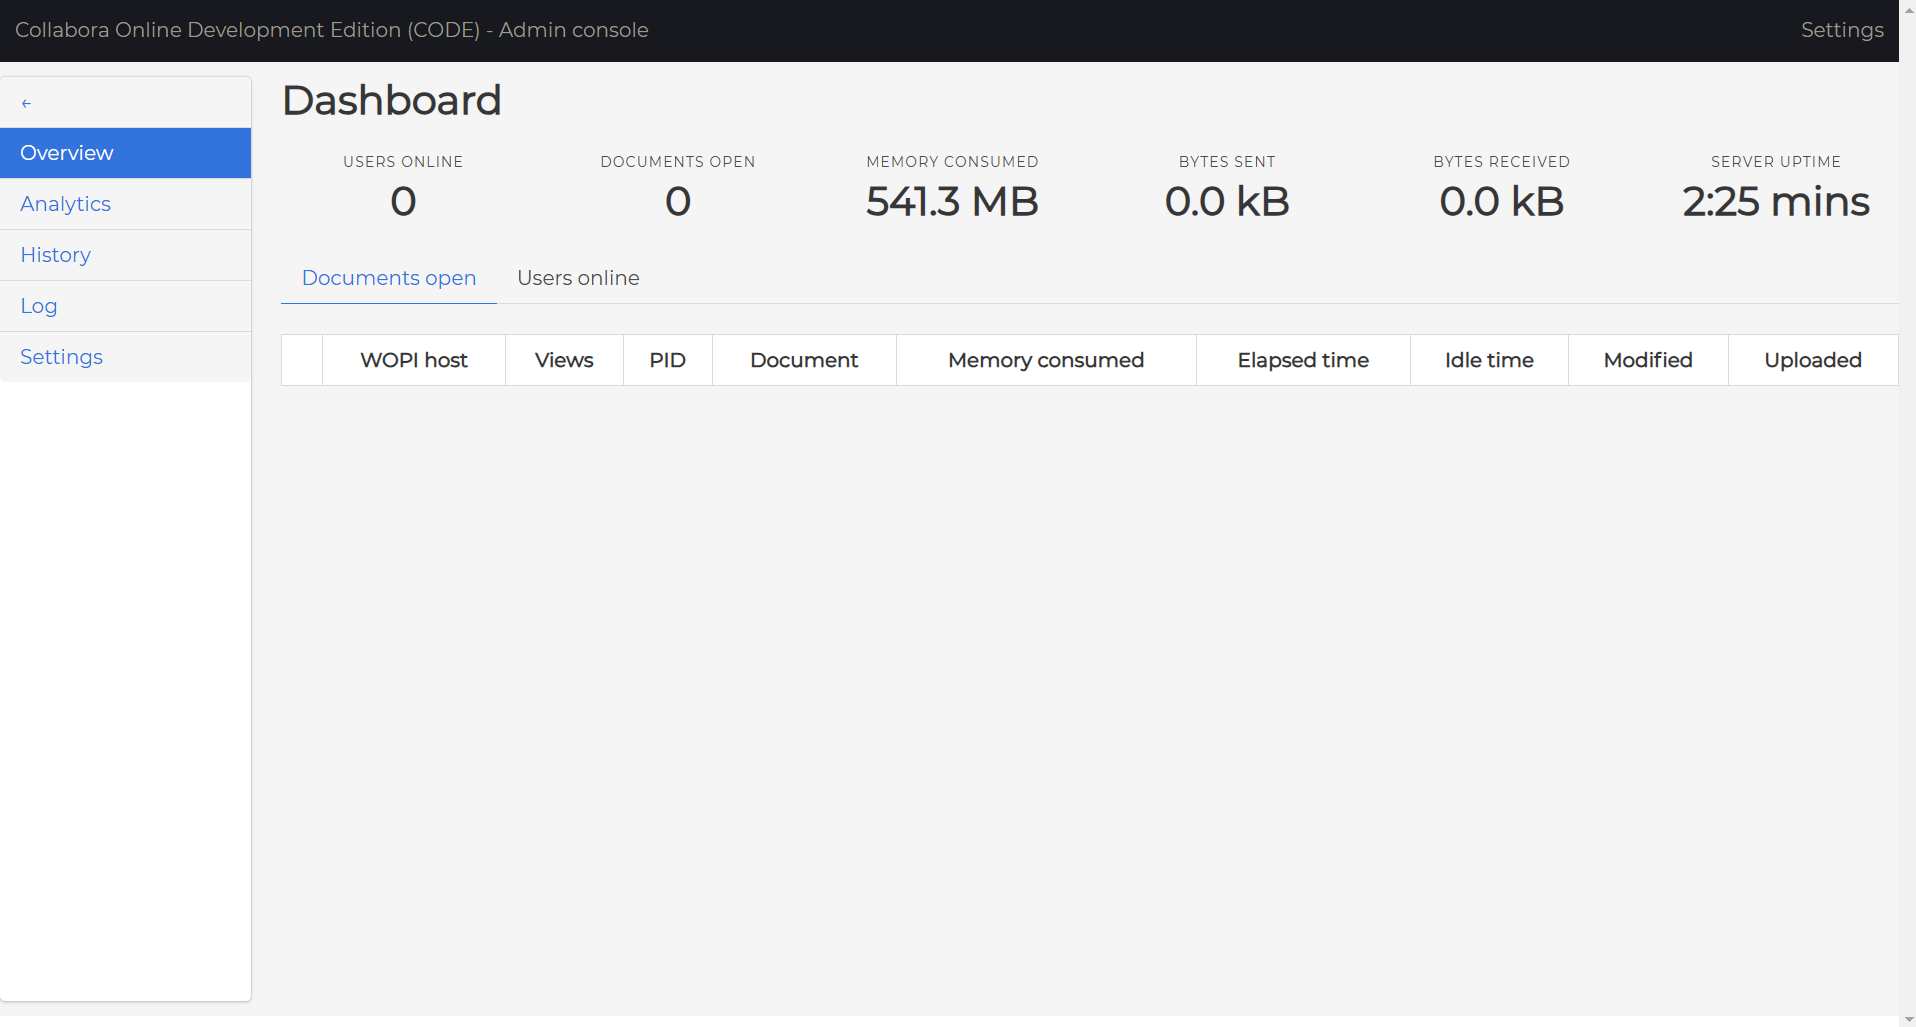 Collabora Online Development Edition (CODE) - Admin console
Settings
←
Overview
Analytics
History
Log
Settings
Dashboard
USERS ONLINE
0
DOCUMENTS OPEN
0
MEMORY CONSUMED
541.3 MB
BYTES SENT
0.0 kB
BYTES RECEIVED
0.0 kB
SERVER UPTIME
2:25 mins
Documents open
Users online
WOPI host
Views
PID
Document
Memory consumed
Elapsed time
Idle time
Modified
Uploaded